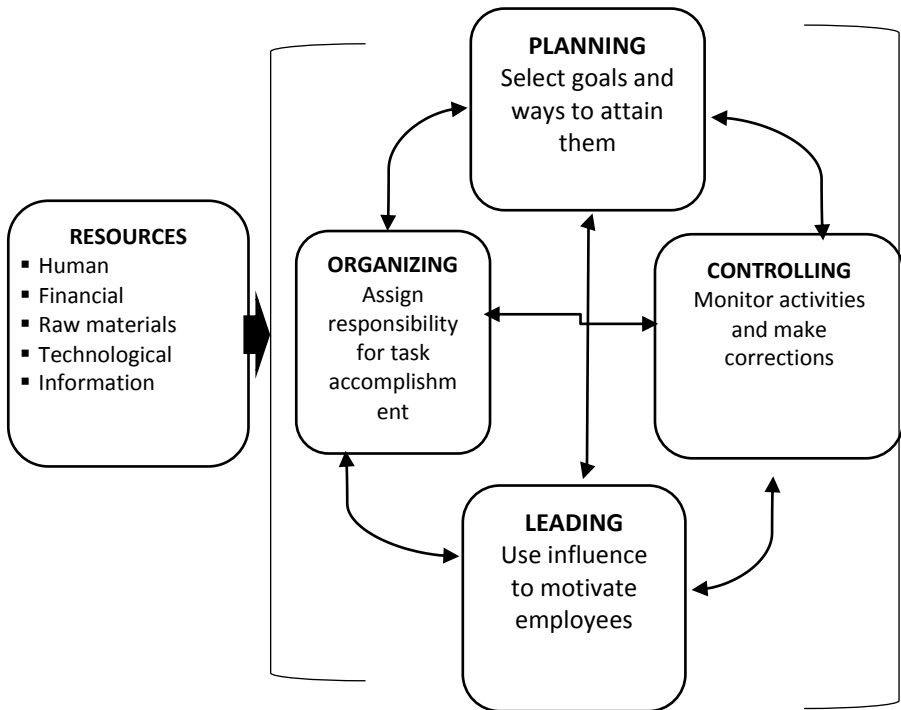 PLANNING
Select goals and
ways to attain
them
RESOURCES
▪ Human
▪ Financial
▪ Raw materials
▪ Technological
▪ Information
ORGANIZING
Assign
responsibility
for task
accomplishm
ent
CONTROLLING
Monitor activities
and make
corrections
LEADING
Use influence
to motivate
employees